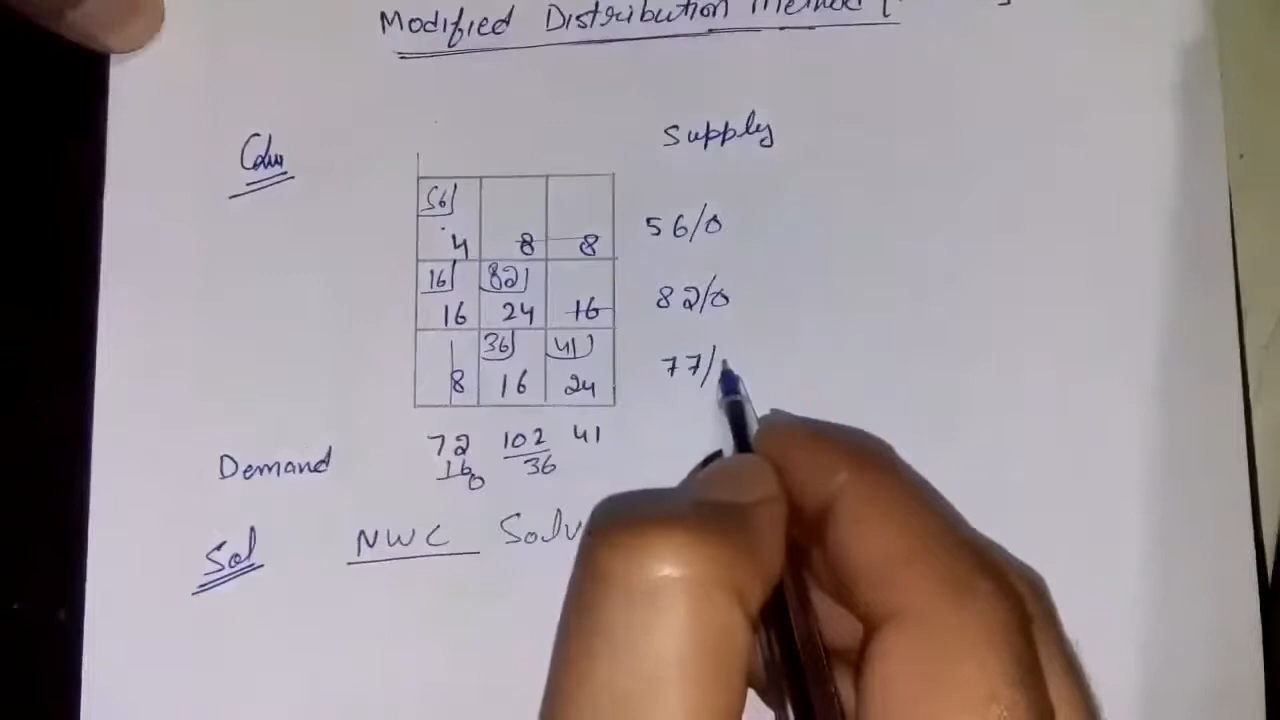 Modified Distribution Method (
Supply
56
4 8 8 56/0
16 82
16 24 16 82/0
36 41
8 16 24 77/
Demand 72 102 41
16 0 36
Sol NWC Solu